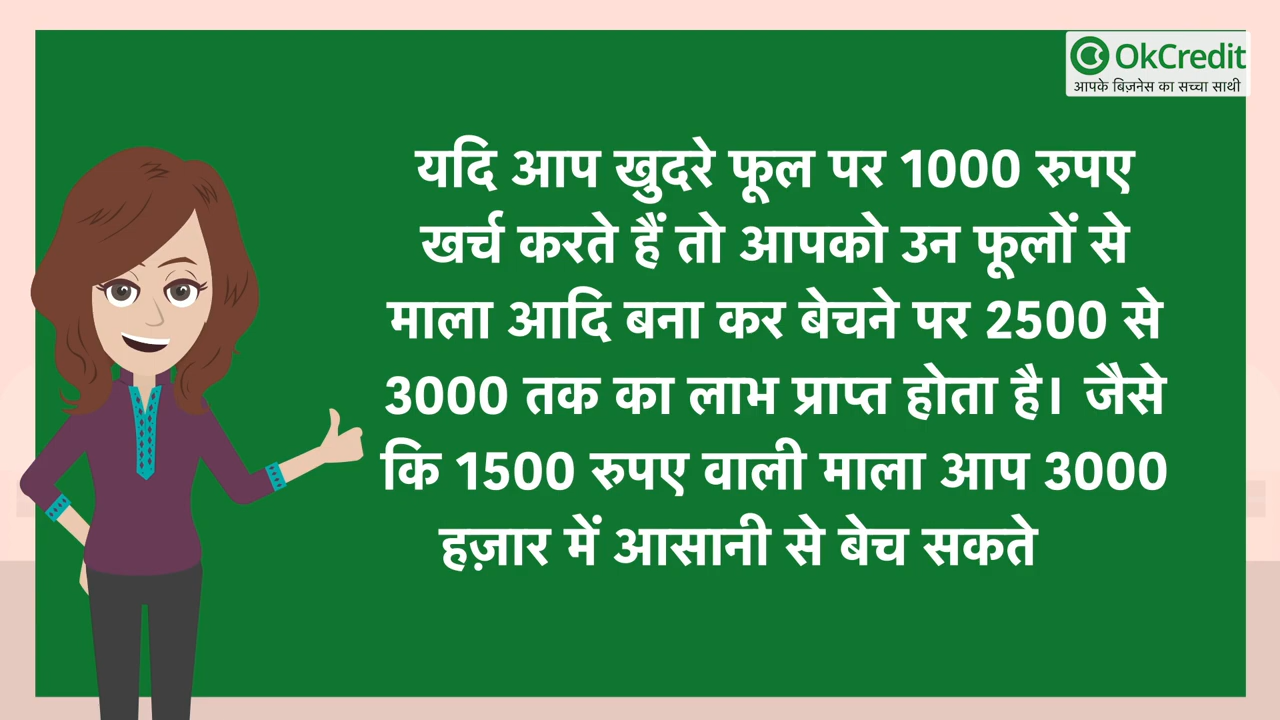 OkCredit
आपके बिज़नेस का सच्चा साथी
यदि आप खुदरे फूल पर 1000 रुपए
खर्च करते हैं तो आपको उन फूलों से
माला आदि बना कर बेचने पर 2500 से
3000 तक का लाभ प्राप्त होता है। जैसे
कि 1500 रुपए वाली माला आप 3000
हज़ार में आसानी से बेच सकते